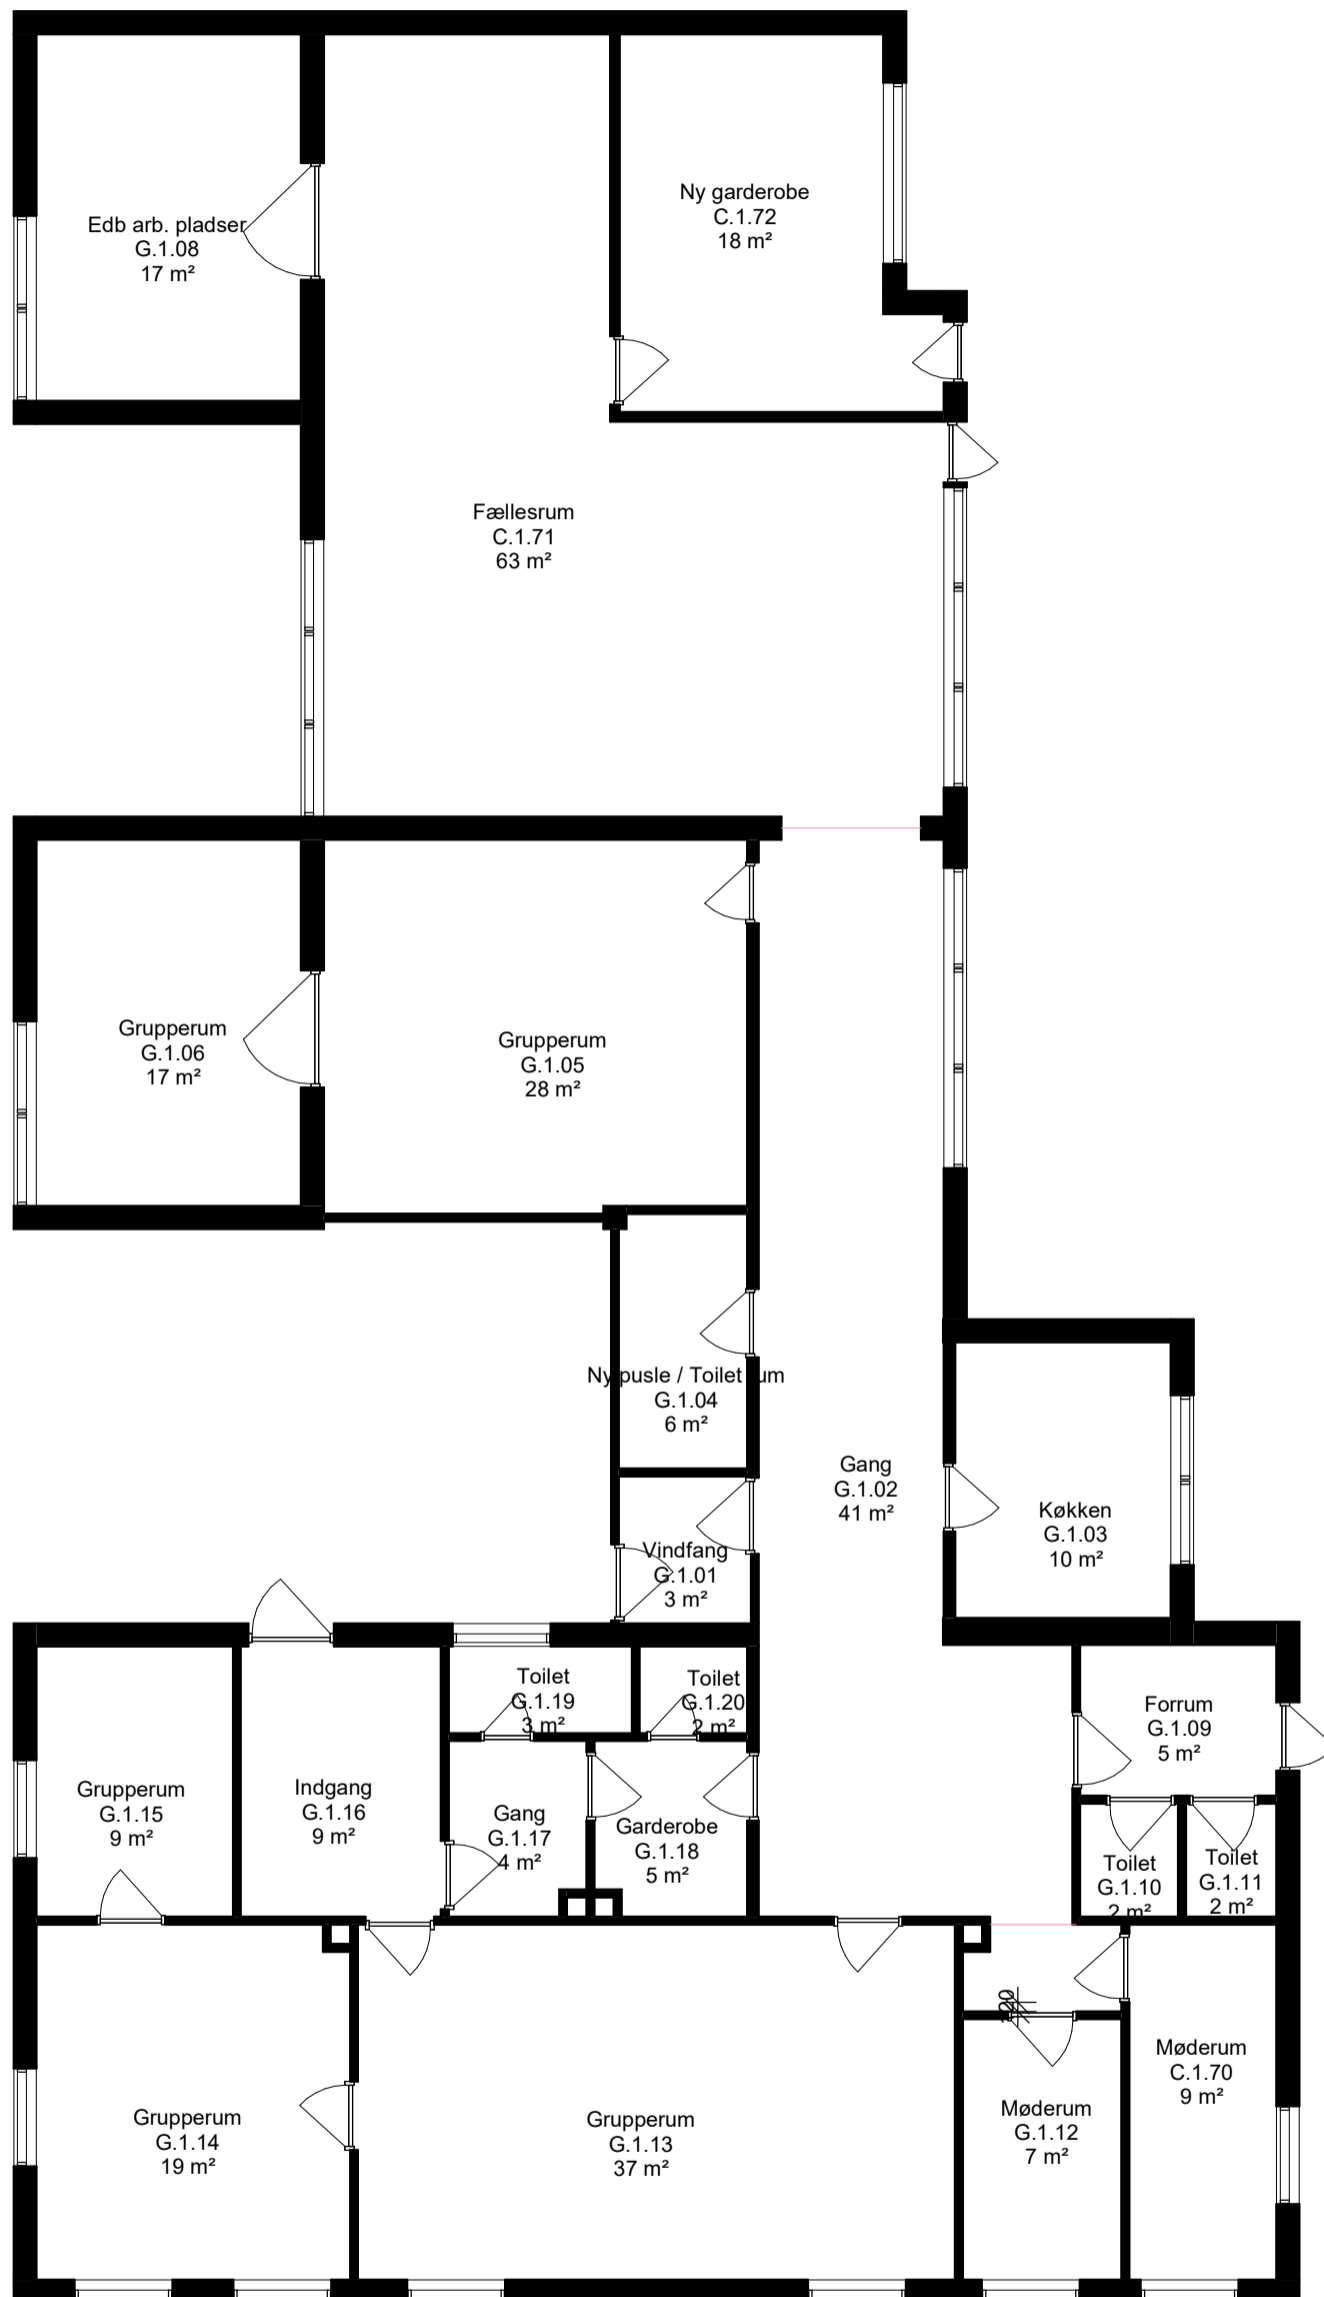 Ny garderobe
C.1.72
18 m²
Edb arb. pladser
G.1.08
17 m²
Fællesrum
C.1.71
63 m²
Grupperum
G.1.06
17 m²
Grupperum
G.1.05
28 m²
Ny pusle / Toilet rum
G.1.04
6 m²
Gang
G.1.02
41 m²
Køkken
G.1.03
10 m²
Vindfang
G.1.01
3 m²
Toilet
G.1.19
3 m²
Toilet
G.1.20
2 m²
Forrum
G.1.09
5 m²
Grupperum
G.1.15
9 m²
Indgang
G.1.16
9 m²
Gang
G.1.17
4 m²
Garderobe
G.1.18
5 m²
Toilet
G.1.10
2 m²
Toilet
G.1.11
2 m²
Møderum
C.1.70
9 m²
Møderum
G.1.12
7 m²
Grupperum
G.1.14
19 m²
Grupperum
G.1.13
37 m²